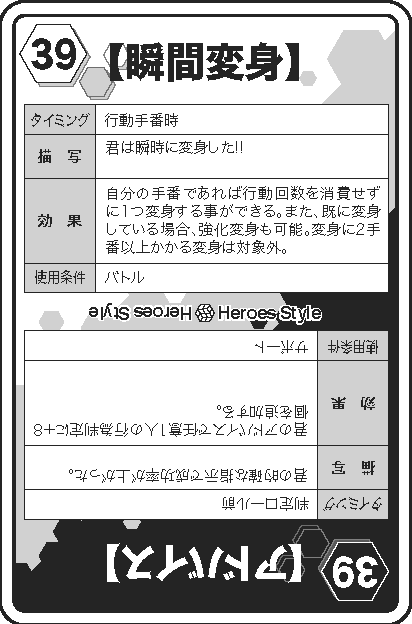 39
【瞬間変身】
タイミング 行動手番時
描 写 君は瞬時に変身した!!
効 果 自分の手番であれば行動回数を消費せず
に1つ変身する事ができる。また、既に変身
している場合、強化変身も可能。変身に2手
番以上かかる変身は対象外。
使用条件 バトル
Heroes Style Heroes Style
39
【アドバイス】
タイミング 判定ロール前
描 写 君の的確な指示で成功率が上がった。
効 果 君のアドバイスで任意1人の行為判定に+8
個を追加する。
使用条件 サポート